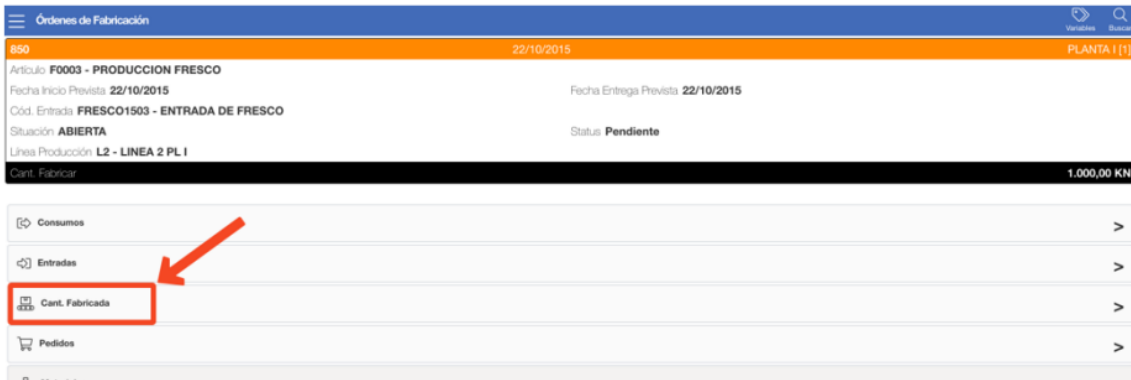 Órdenes de Fabricación
Variables Buscar
850 22/10/2015 PLANTA I [1]
Artículo F0003 - PRODUCCION FRESCO
Fecha Inicio Prevista 22/10/2015 Fecha Entrega Prevista 22/10/2015
Cód. Entrada FRESCO1503 - ENTRADA DE FRESCO
Situación ABIERTA Status Pendiente
Línea Producción L2 - LINEA 2 PL I
Cant. Fabricar 1.000,00 KN
Consumos >
Entradas >
Cant. Fabricada >
Pedidos >